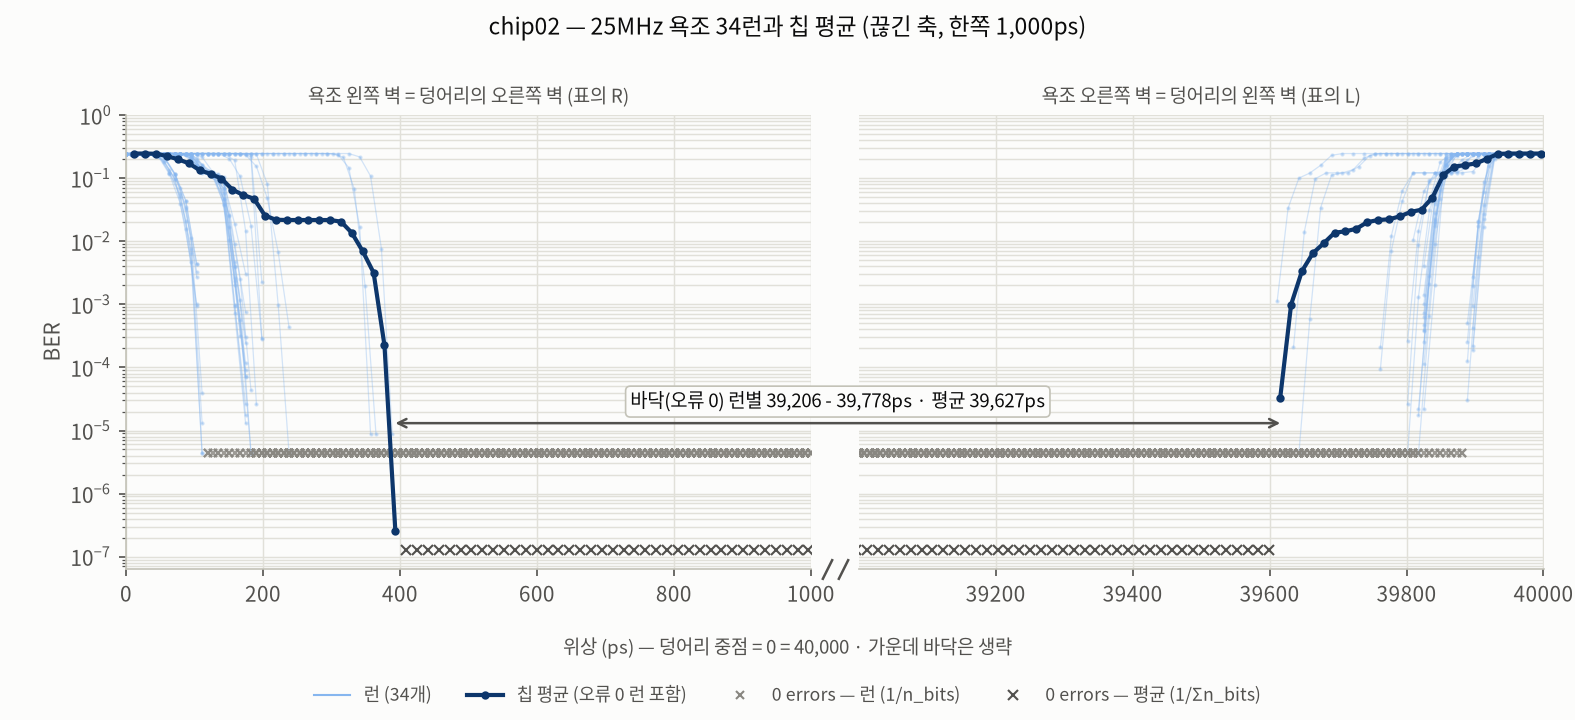 chip02 — 25MHz 욕조 34런과 칩 평균 (끊긴 축, 한쪽 1,000ps)
욕조 왼쪽 벽 = 덩어리의 오른쪽 벽 (표의 R)
욕조 오른쪽 벽 = 덩어리의 왼쪽 벽 (표의 L)
BER
10⁰
10⁻¹
10⁻²
10⁻³
10⁻⁴
10⁻⁵
10⁻⁶
10⁻⁷
바닥(오류 0) 런별 39,206 - 39,778ps · 평균 39,627ps
0 200 400 600 800 1000 39200 39400 39600 39800 40000
위상 (ps) — 덩어리 중점 = 0 = 40,000 · 가운데 바닥은 생략
런 (34개) 칩 평균 (오류 0 런 포함) 0 errors — 런 (1/n_bits) 0 errors — 평균 (1/Σn_bits)